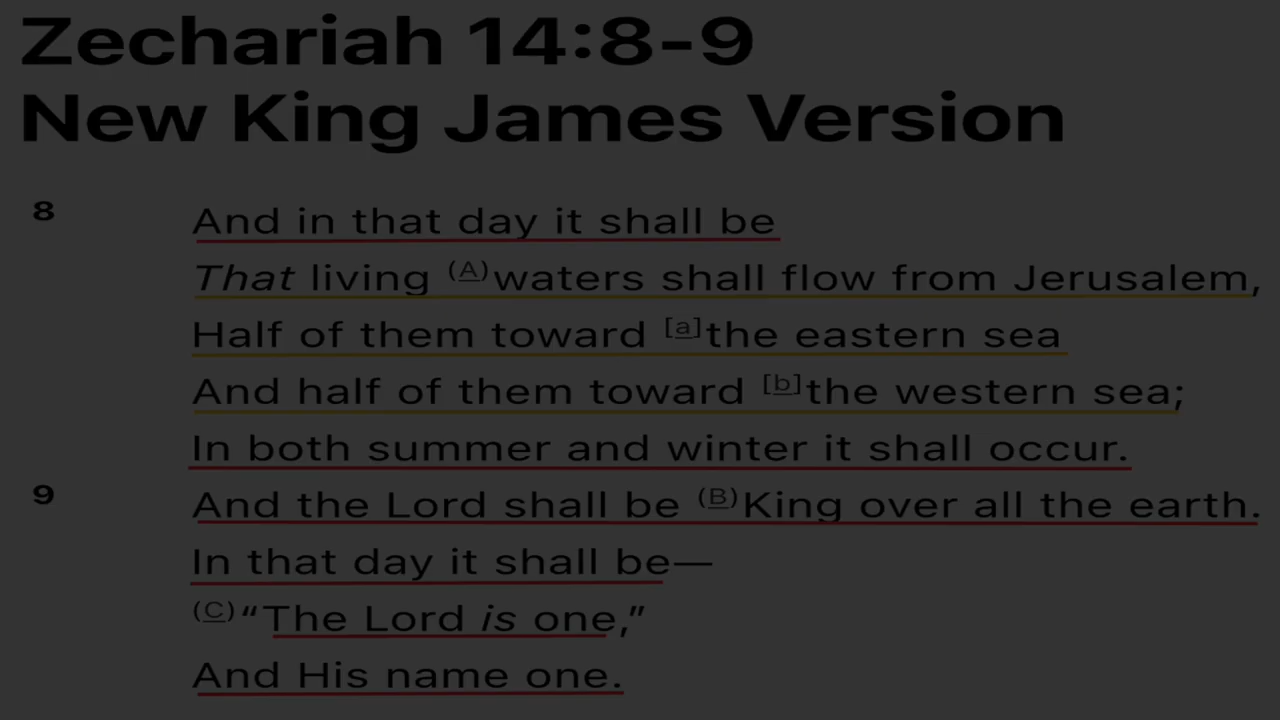 Zechariah 14:8-9
New King James Version
8 And in that day it shall be
That living (A)waters shall flow from Jerusalem,
Half of them toward [a]the eastern sea
And half of them toward [b]the western sea;
In both summer and winter it shall occur.
9 And the Lord shall be (B)King over all the earth.
In that day it shall be—
(C)“The Lord is one,”
And His name one.